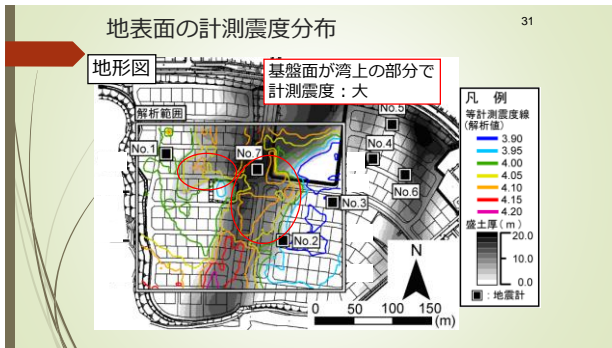 地表面の計測震度分布
31
地形図
基盤面が湾上の部分で
計測震度：大
解析範囲
No.1
No.7
No.5
No.4
No.6
No.3
No.2
N
0 50 100 150
(m)
凡 例
等計測震度線
(解析値)
3.90
3.95
4.00
4.05
4.10
4.15
4.20
盛土厚(m)
20.0
10.0
0.0
：地震計